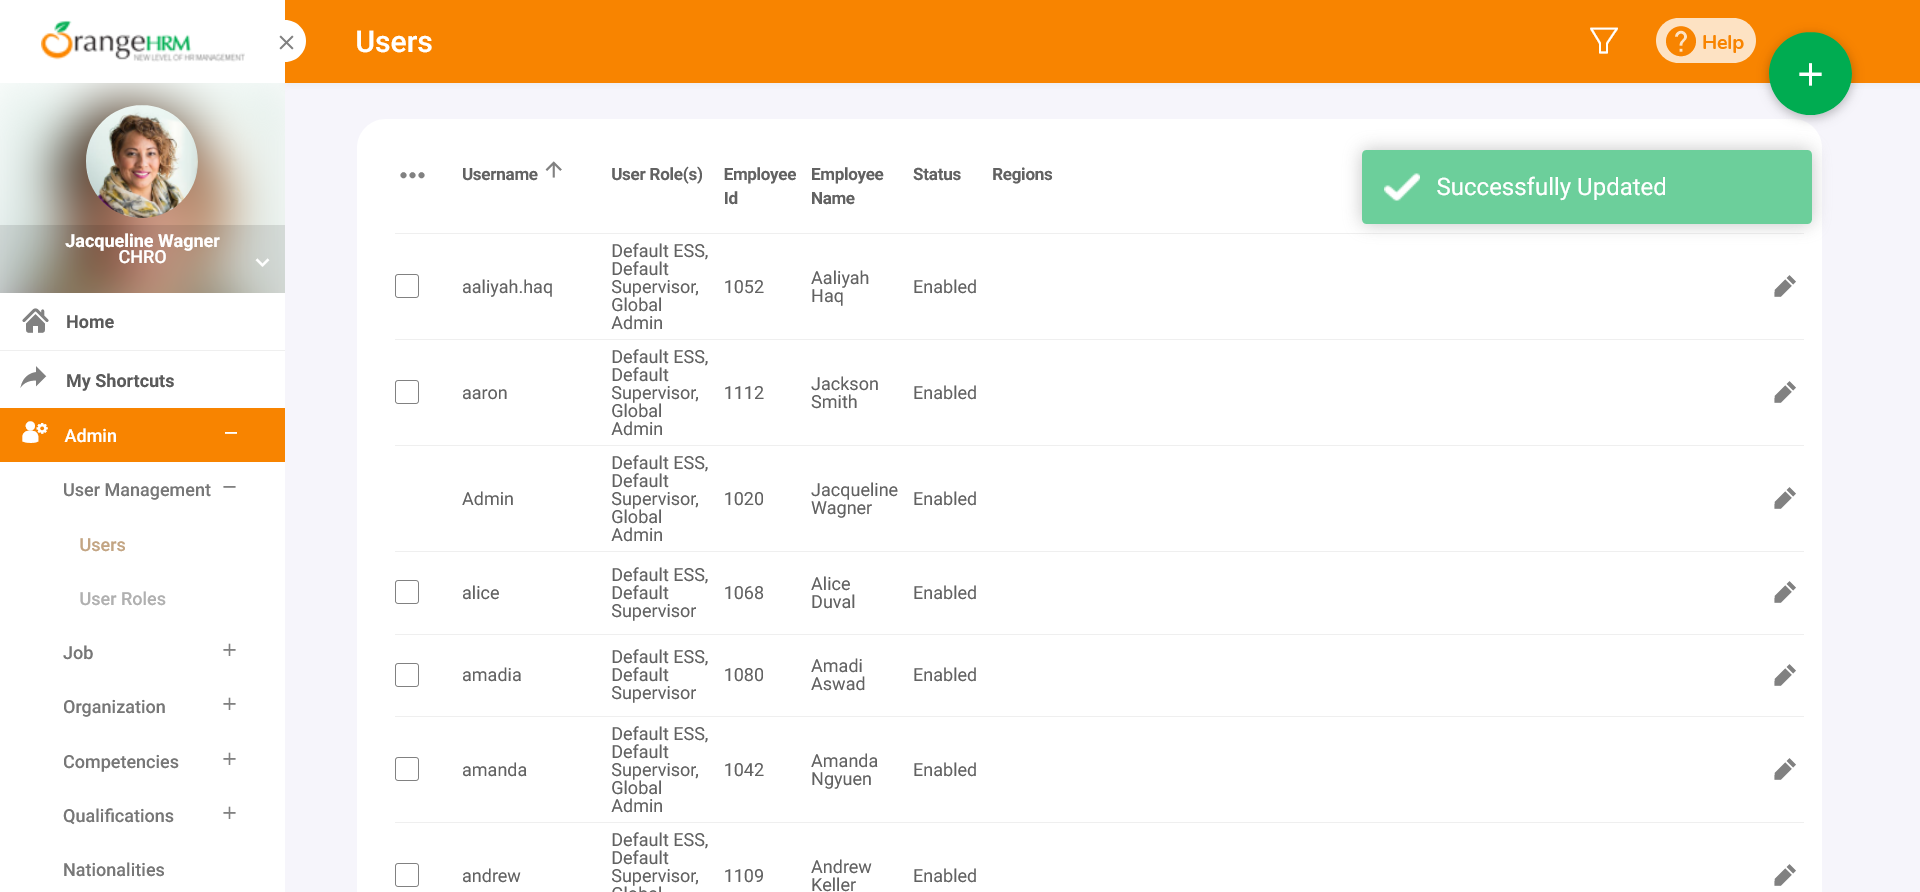 OrangeHRM
NEW LEVEL OF HR MANAGEMENT
Users
Help
Jacqueline Wagner
CHRO
Home
My Shortcuts
Admin
User Management
Users
User Roles
Job
Organization
Competencies
Qualifications
Nationalities
Successfully Updated
Username
User Role(s)
Employee
Id
Employee
Name
Status
Regions
aaliyah.haq
Default ESS,
Default
Supervisor,
Global
Admin
1052
Aaliyah
Haq
Enabled
aaron
Default ESS,
Default
Supervisor,
Global
Admin
1112
Jackson
Smith
Enabled
Admin
Default ESS,
Default
Supervisor,
Global
Admin
1020
Jacqueline
Wagner
Enabled
alice
Default ESS,
Default
Supervisor
1068
Alice
Duval
Enabled
amadia
Default ESS,
Default
Supervisor
1080
Amadi
Aswad
Enabled
amanda
Default ESS,
Default
Supervisor,
Global
Admin
1042
Amanda
Ngyuen
Enabled
andrew
Default ESS,
Default
Supervisor,
Global
1109
Andrew
Keller
Enabled